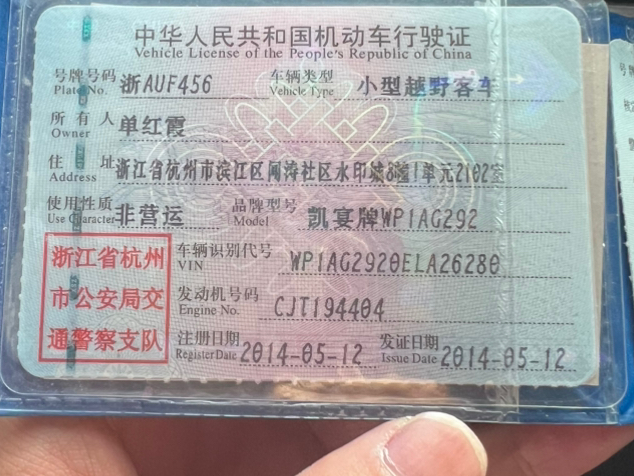 中华人民共和国机动车行驶证
Vehicle License of the People's Republic of China
号牌号码 浙AUF456 车辆类型 小型越野客车
Plate No. Vehicle Type
所有人 单红霞
Owner
住址 浙江省杭州市滨江区闻涛社区水印城8幢1单元2102室
Address
使用性质 非营运 品牌型号 凯宴牌WP1AG292
Use Character Model
浙江省杭州
市公安局交
通警察支队
车辆识别代号 WP1AG2920ELA26280
VIN
发动机号码 CJT194404
Engine No.
注册日期 2014-05-12 发证日期 2014-05-12
Register Date Issue Date